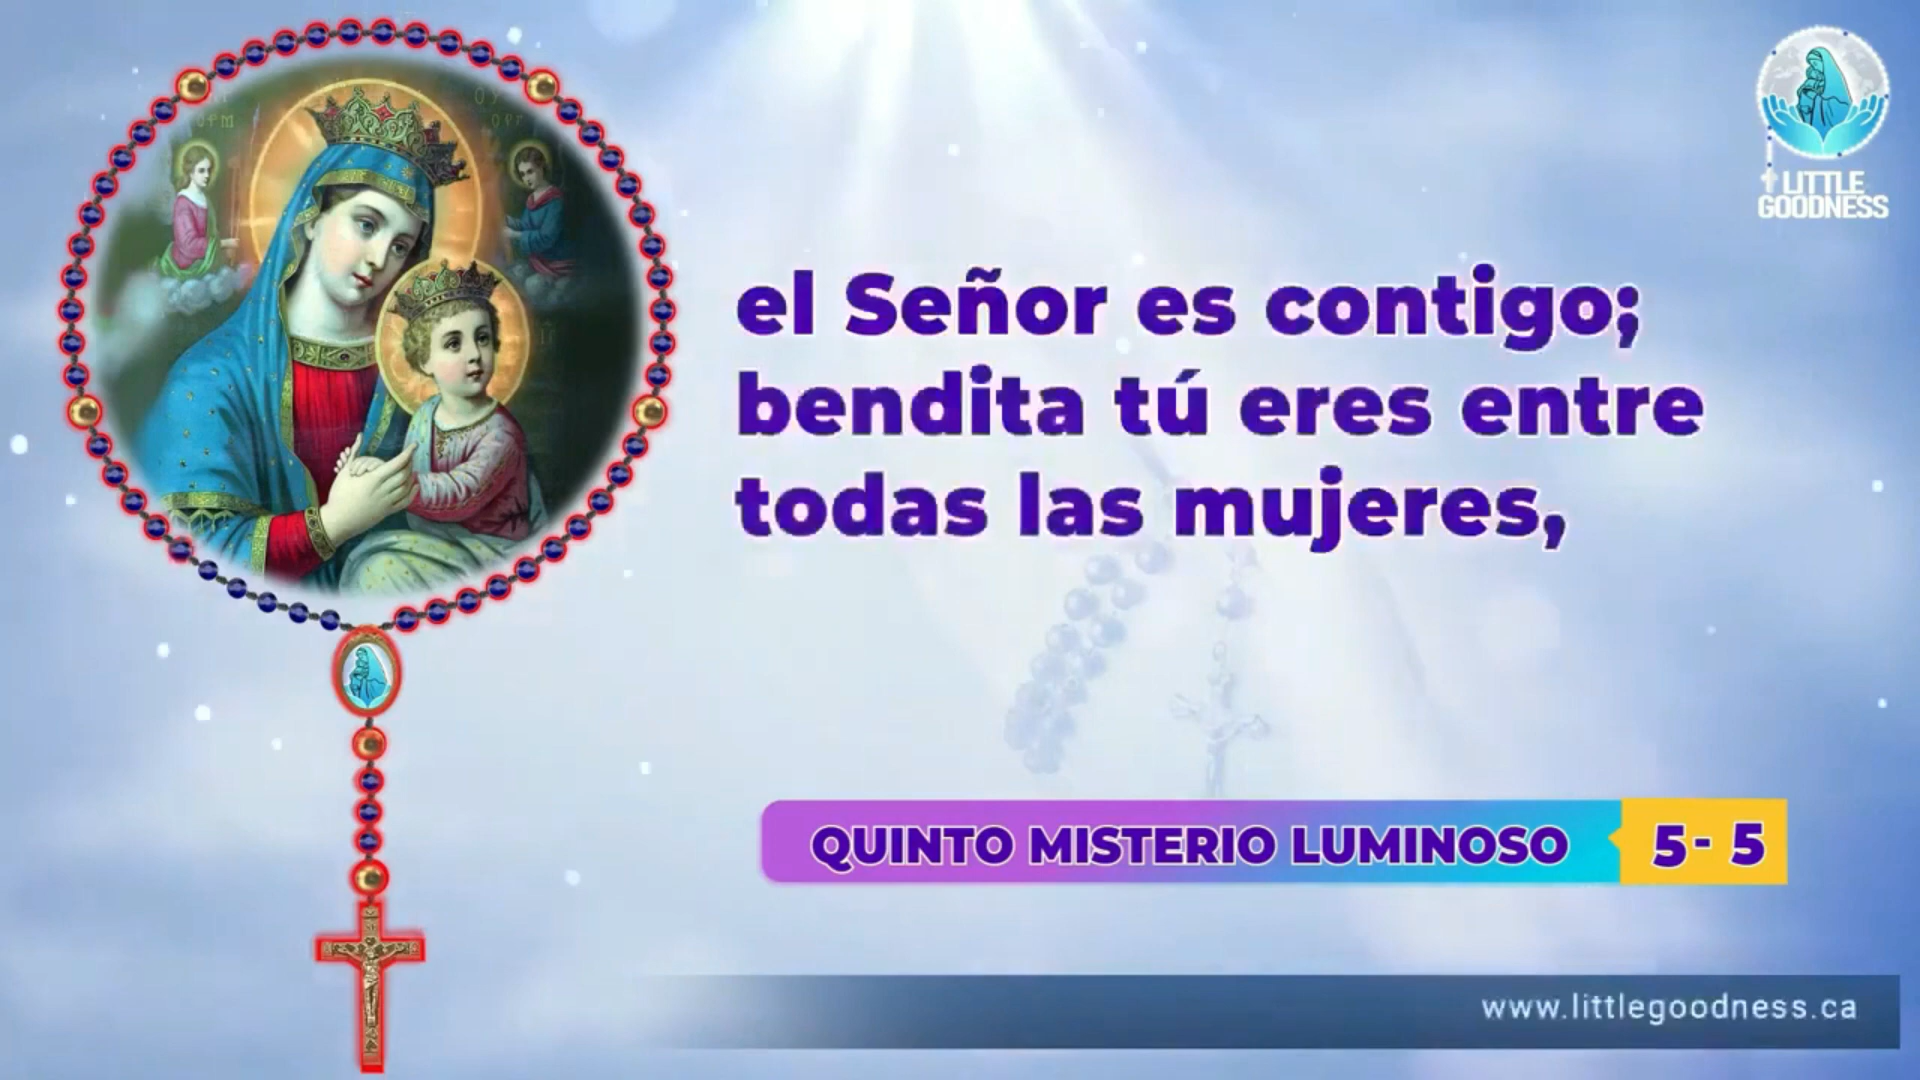 LITTLE
GOODNESS
el Señor es contigo;
bendita tú eres entre
todas las mujeres,
QUINTO MISTERIO LUMINOSO
5- 5
www.littlegoodness.ca